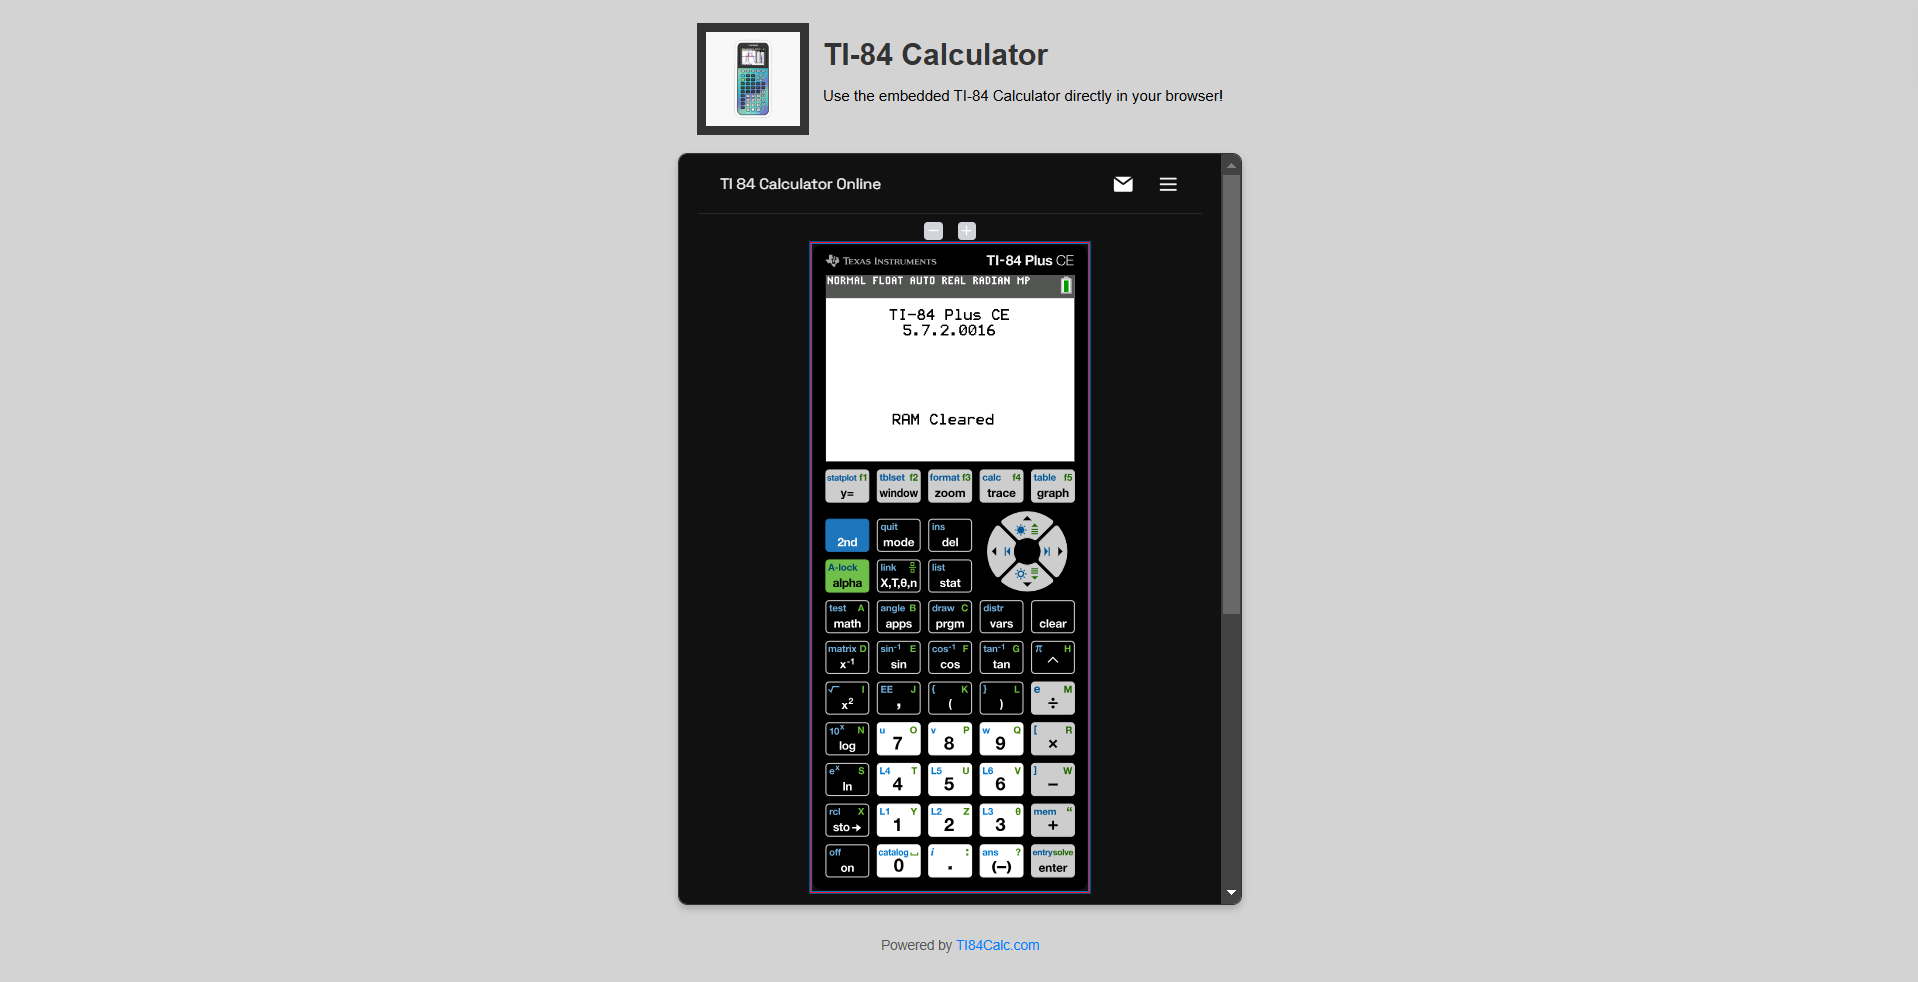 TI-84 Calculator
Use the embedded TI-84 Calculator directly in your browser!
TI 84 Calculator Online
Texas Instruments TI-84 Plus CE
NORMAL FLOAT AUTO REAL RADIAN MP
TI-84 Plus CE
5.7.2.0016
RAM Cleared
statplot f1 tblset f2 format f3 calc f4 table f5
y= window zoom trace graph
quit ins
2nd mode del
A-lock link list
alpha X,T,θ,n stat
test A angle B draw C distr
math apps prgm vars clear
matrix D sin⁻¹ E cos⁻¹ F tan⁻¹ G π H
x⁻¹ sin cos tan ^
√ I EE J { K } L e M
x² , ( ) ÷
10ˣ N u O v P w Q [ R
log 7 8 9 ×
eˣ S L4 T L5 U L6 V ] W
ln 4 5 6 −
rcl X L1 Y L2 Z L3 θ mem “
sto→ 1 2 3 +
off catalog ⎵ i : ans ? entry solve
on 0 . (−) enter
Powered by TI84Calc.com